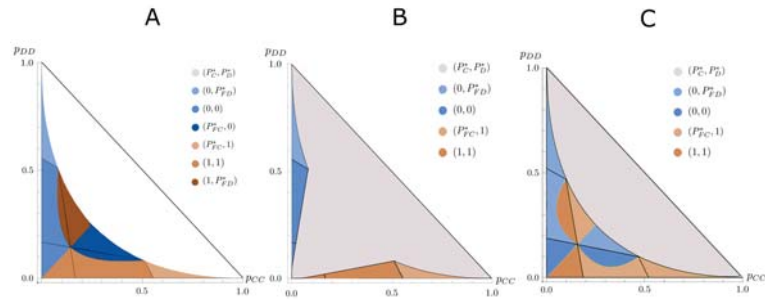 A
B
C
p_DD
1.0
0.5
0.0
0.5
1.0
p_CC
(P*_C, P*_D)
(0, P*_FD)
(0, 0)
(P*_FC, 0)
(P*_FC, 1)
(1, 1)
(1, P*_FD)
p_DD
1.0
0.5
0.0
0.0
0.5
1.0
p_CC
(P*_C, P*_D)
(0, P*_FD)
(0, 0)
(P*_FC, 1)
(1, 1)
p_DD
1.0
0.5
0.0
0.0
0.5
1.0
p_CC
(P*_C, P*_D)
(0, P*_FD)
(0, 0)
(P*_FC, 1)
(1, 1)